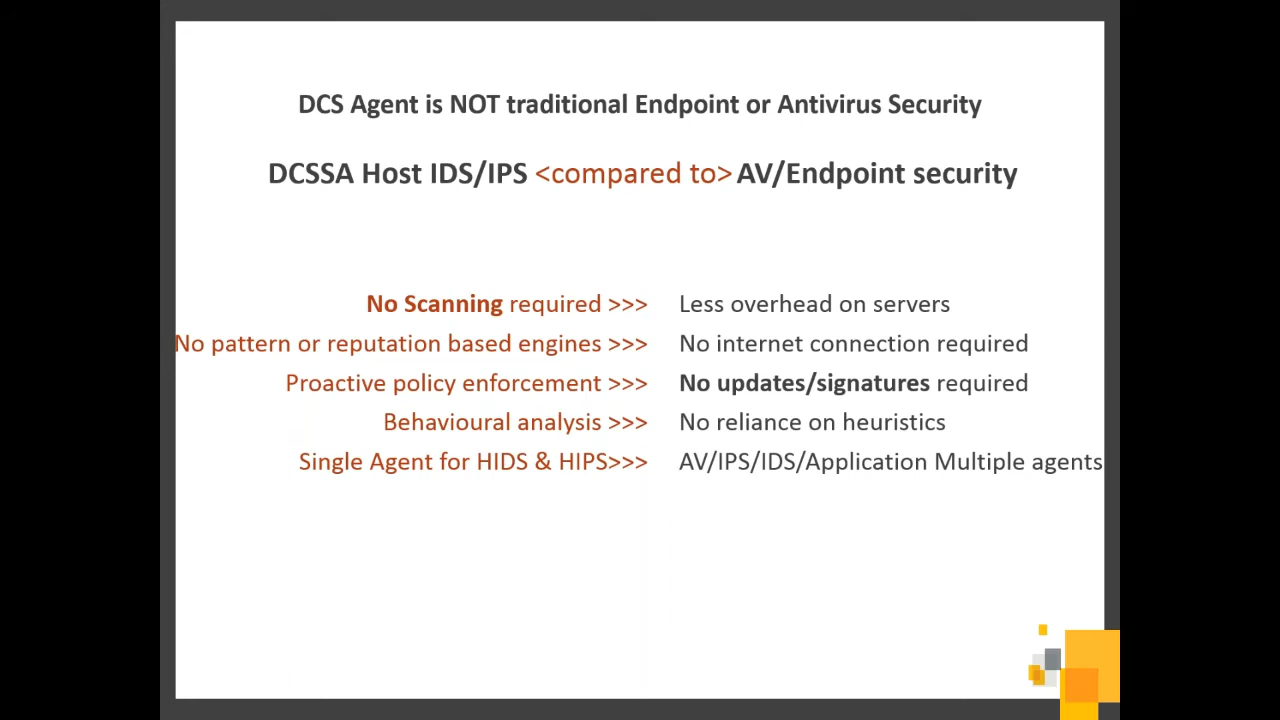 DCS Agent is NOT traditional Endpoint or Antivirus Security
DCSSA Host IDS/IPS <compared to> AV/Endpoint security
No Scanning required >>> Less overhead on servers
No pattern or reputation based engines >>> No internet connection required
Proactive policy enforcement >>> No updates/signatures required
Behavioural analysis >>> No reliance on heuristics
Single Agent for HIDS & HIPS>>> AV/IPS/IDS/Application Multiple agents